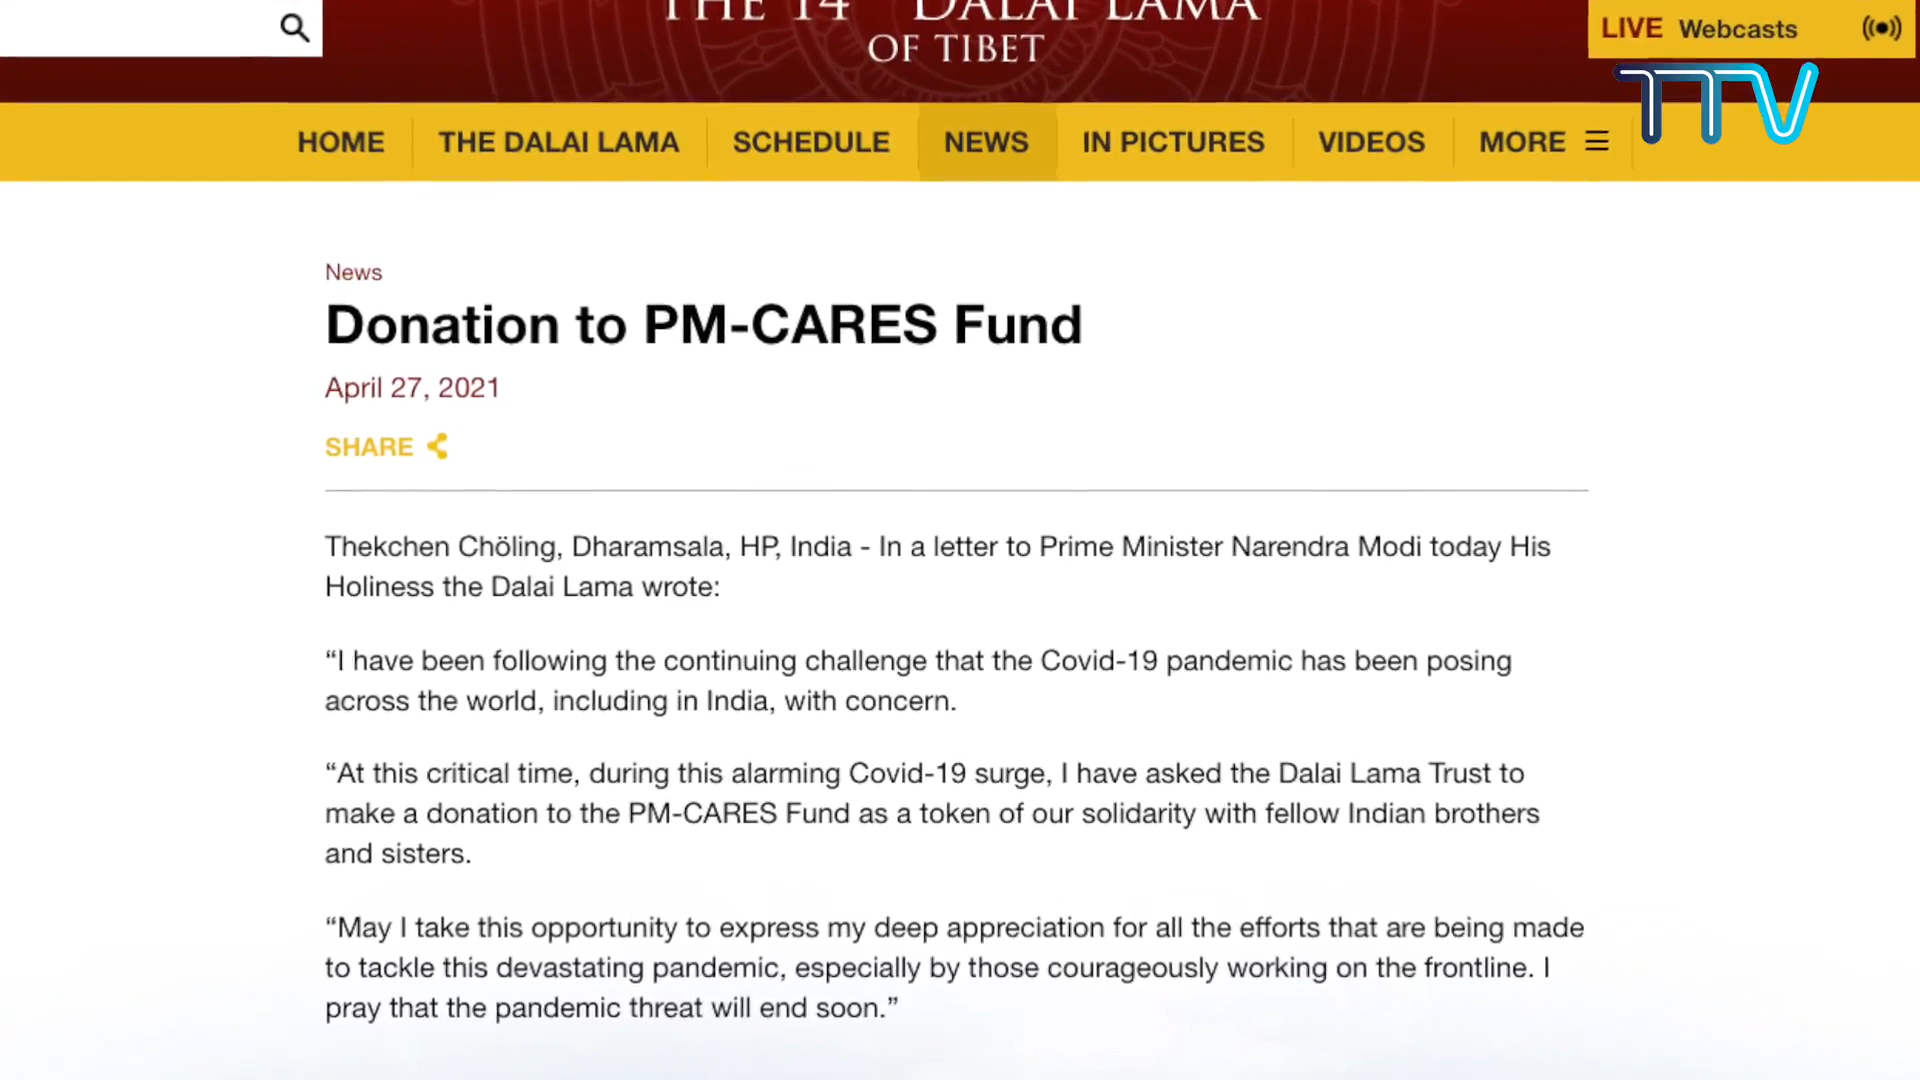 THE 14 DALAI LAMA
OF TIBET
LIVE Webcasts
TTV
HOME THE DALAI LAMA SCHEDULE NEWS IN PICTURES VIDEOS MORE
News
Donation to PM-CARES Fund
April 27, 2021
SHARE
Thekchen Chöling, Dharamsala, HP, India - In a letter to Prime Minister Narendra Modi today His
Holiness the Dalai Lama wrote:
“I have been following the continuing challenge that the Covid-19 pandemic has been posing
across the world, including in India, with concern.
“At this critical time, during this alarming Covid-19 surge, I have asked the Dalai Lama Trust to
make a donation to the PM-CARES Fund as a token of our solidarity with fellow Indian brothers
and sisters.
“May I take this opportunity to express my deep appreciation for all the efforts that are being made
to tackle this devastating pandemic, especially by those courageously working on the frontline. I
pray that the pandemic threat will end soon.”